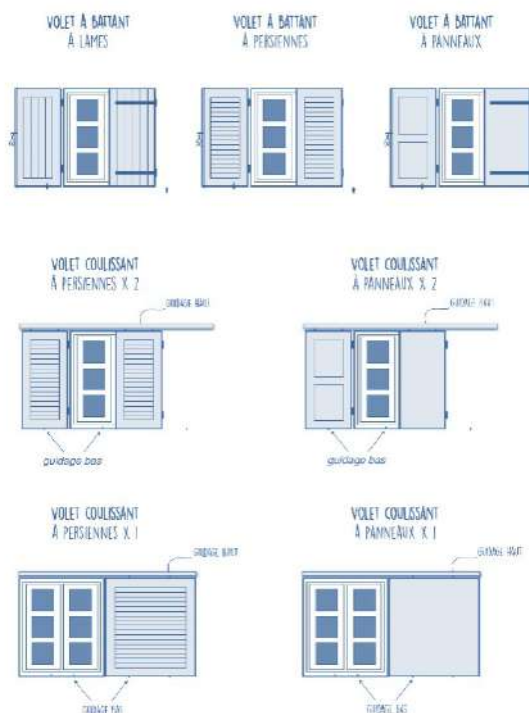 VOLET À BATTANT
À LAMES
VOLET À BATTANT
À PERSIENNES
VOLET À BATTANT
À PANNEAUX
VOLET COULISSANT
À PERSIENNES X 2
GUIDAGE HAUT
guidage bas
VOLET COULISSANT
À PANNEAUX X 2
GUIDAGE HAUT
guidage bas
VOLET COULISSANT
À PERSIENNES X 1
GUIDAGE HAUT
GUIDAGE BAS
VOLET COULISSANT
À PANNEAUX X 1
GUIDAGE HAUT
GUIDAGE BAS